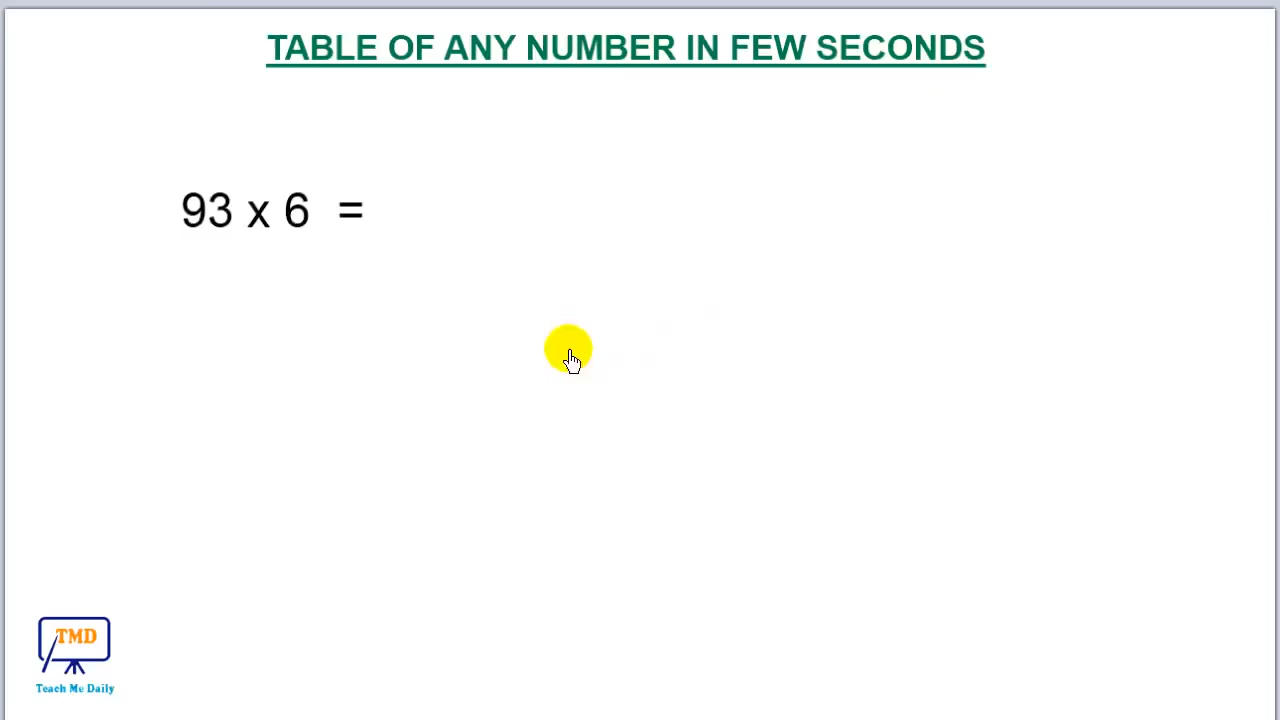 TABLE OF ANY NUMBER IN FEW SECONDS
93 x 6 =
TMD
Teach Me Daily